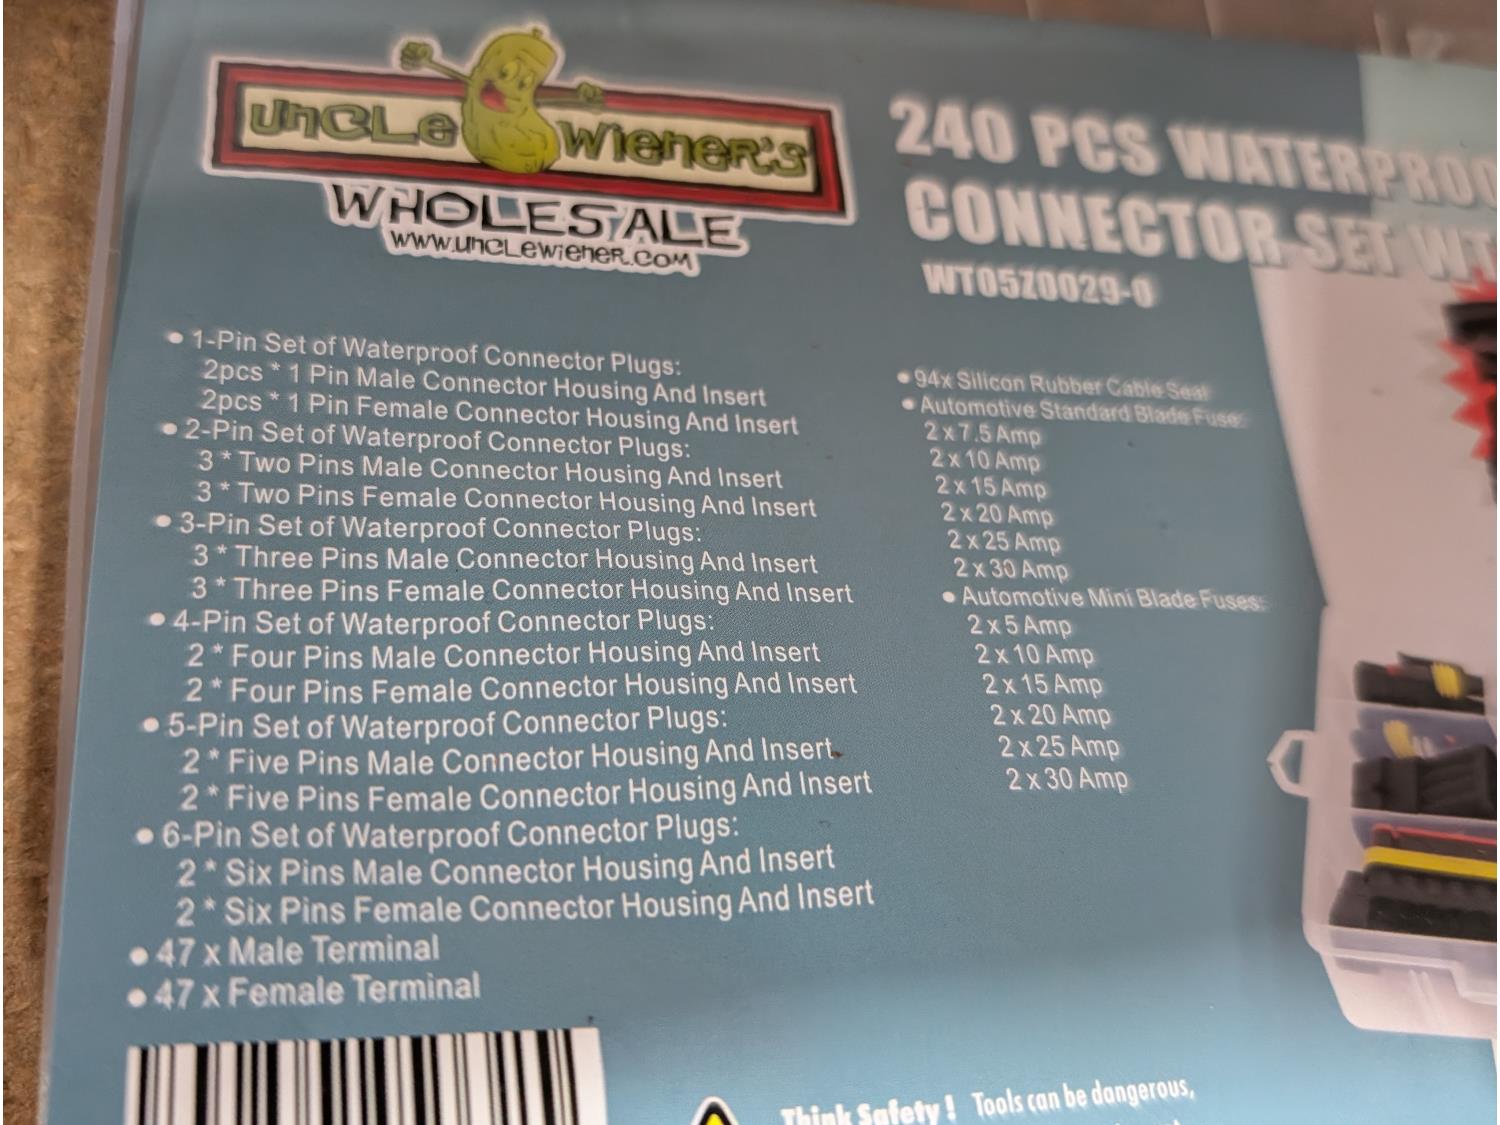 UNCLE WIENER'S
WHOLESALE
WWW.UNCLEWIENER.COM
240 PCS WATERPROO
CONNECTOR SET WT
WT05Z0029-0
• 1-Pin Set of Waterproof Connector Plugs:
2pcs * 1 Pin Male Connector Housing And Insert
2pcs * 1 Pin Female Connector Housing And Insert
• 2-Pin Set of Waterproof Connector Plugs:
3 * Two Pins Male Connector Housing And Insert
3 * Two Pins Female Connector Housing And Insert
• 3-Pin Set of Waterproof Connector Plugs:
3 * Three Pins Male Connector Housing And Insert
3 * Three Pins Female Connector Housing And Insert
• 4-Pin Set of Waterproof Connector Plugs:
2 * Four Pins Male Connector Housing And Insert
2 * Four Pins Female Connector Housing And Insert
• 5-Pin Set of Waterproof Connector Plugs:
2 * Five Pins Male Connector Housing And Insert
2 * Five Pins Female Connector Housing And Insert
• 6-Pin Set of Waterproof Connector Plugs:
2 * Six Pins Male Connector Housing And Insert
2 * Six Pins Female Connector Housing And Insert
• 47 x Male Terminal
• 47 x Female Terminal
• 94x Silicon Rubber Cable Seal
• Automotive Standard Blade Fuse:
2 x 7.5 Amp
2 x 10 Amp
2 x 15 Amp
2 x 20 Amp
2 x 25 Amp
2 x 30 Amp
• Automotive Mini Blade Fuses:
2 x 5 Amp
2 x 10 Amp
2 x 15 Amp
2 x 20 Amp
2 x 25 Amp
2 x 30 Amp
Think Safety! Tools can be dangerous,